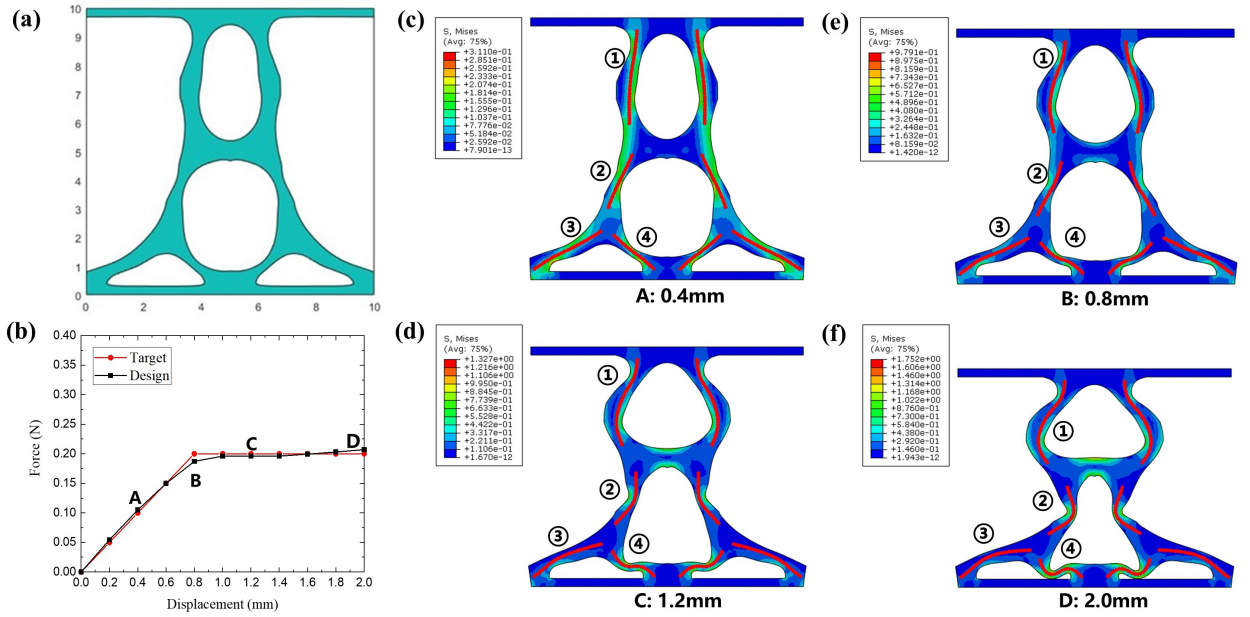 (a)
10
9
8
7
6
5
4
3
2
1
0
0 2 4 6 8 10
(b)
0.40
0.35
0.30
0.25
0.20
0.15
0.10
0.05
0.00
Force (N)
Target
Design
A
B
C
D
0.0 0.2 0.4 0.6 0.8 1.0 1.2 1.4 1.6 1.8 2.0
Displacement (mm)
(c)
S, Mises
(Avg: 75%)
+3.110e-01
+2.851e-01
+2.592e-01
+2.333e-01
+2.074e-01
+1.814e-01
+1.555e-01
+1.296e-01
+1.037e-01
+7.776e-02
+5.184e-02
+2.592e-02
+7.901e-13
①
②
③
④
A: 0.4mm
(d)
S, Mises
(Avg: 75%)
+1.327e+00
+1.216e+00
+1.106e+00
+9.950e-01
+8.845e-01
+7.739e-01
+6.633e-01
+5.528e-01
+4.422e-01
+3.317e-01
+2.211e-01
+1.106e-01
+1.670e-12
①
②
③
④
C: 1.2mm
(e)
S, Mises
(Avg: 75%)
+9.791e-01
+8.975e-01
+8.159e-01
+7.343e-01
+6.527e-01
+5.712e-01
+4.896e-01
+4.080e-01
+3.264e-01
+2.448e-01
+1.632e-01
+8.159e-02
+1.420e-12
①
②
③
④
B: 0.8mm
(f)
S, Mises
(Avg: 75%)
+1.752e+00
+1.606e+00
+1.460e+00
+1.314e+00
+1.168e+00
+1.022e+00
+8.760e-01
+7.300e-01
+5.840e-01
+4.380e-01
+2.920e-01
+1.460e-01
+1.943e-12
①
②
③
④
D: 2.0mm